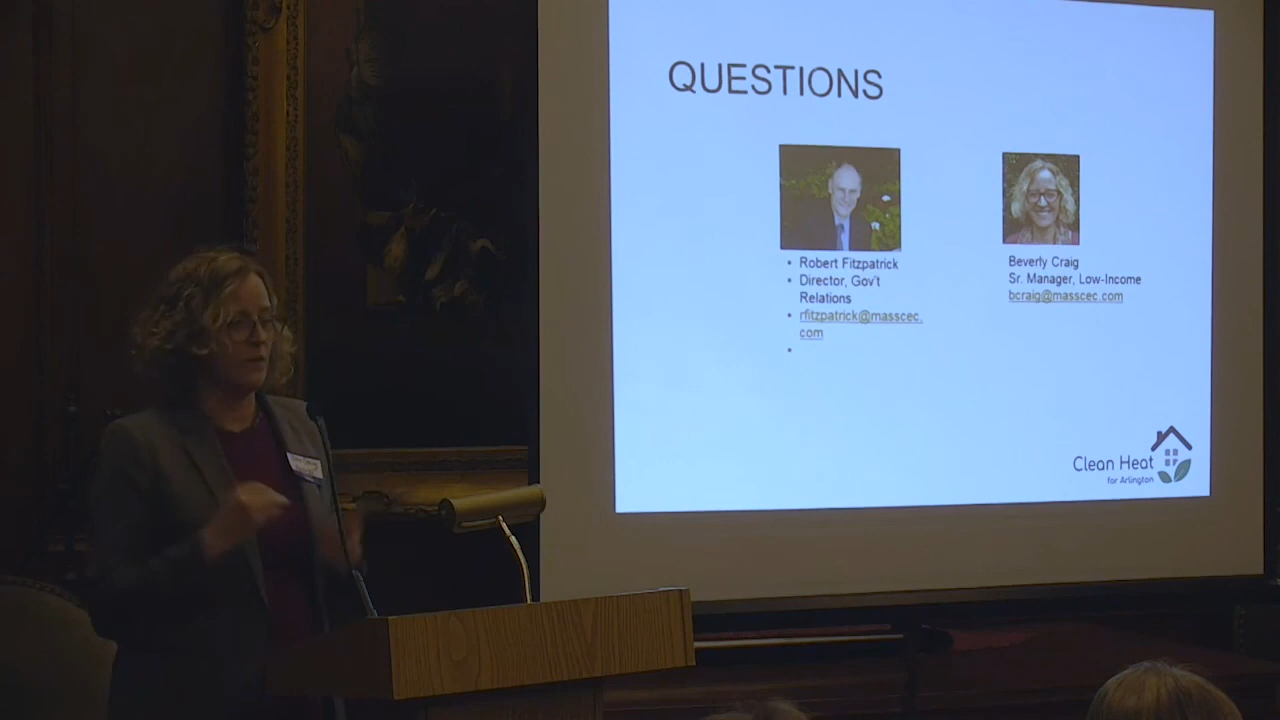 QUESTIONS
• Robert Fitzpatrick
• Director, Gov't
Relations
• rfitzpatrick@masscec.
com
•
Beverly Craig
Sr. Manager, Low-Income
bcraig@masscec.com
Clean Heat
for Arlington